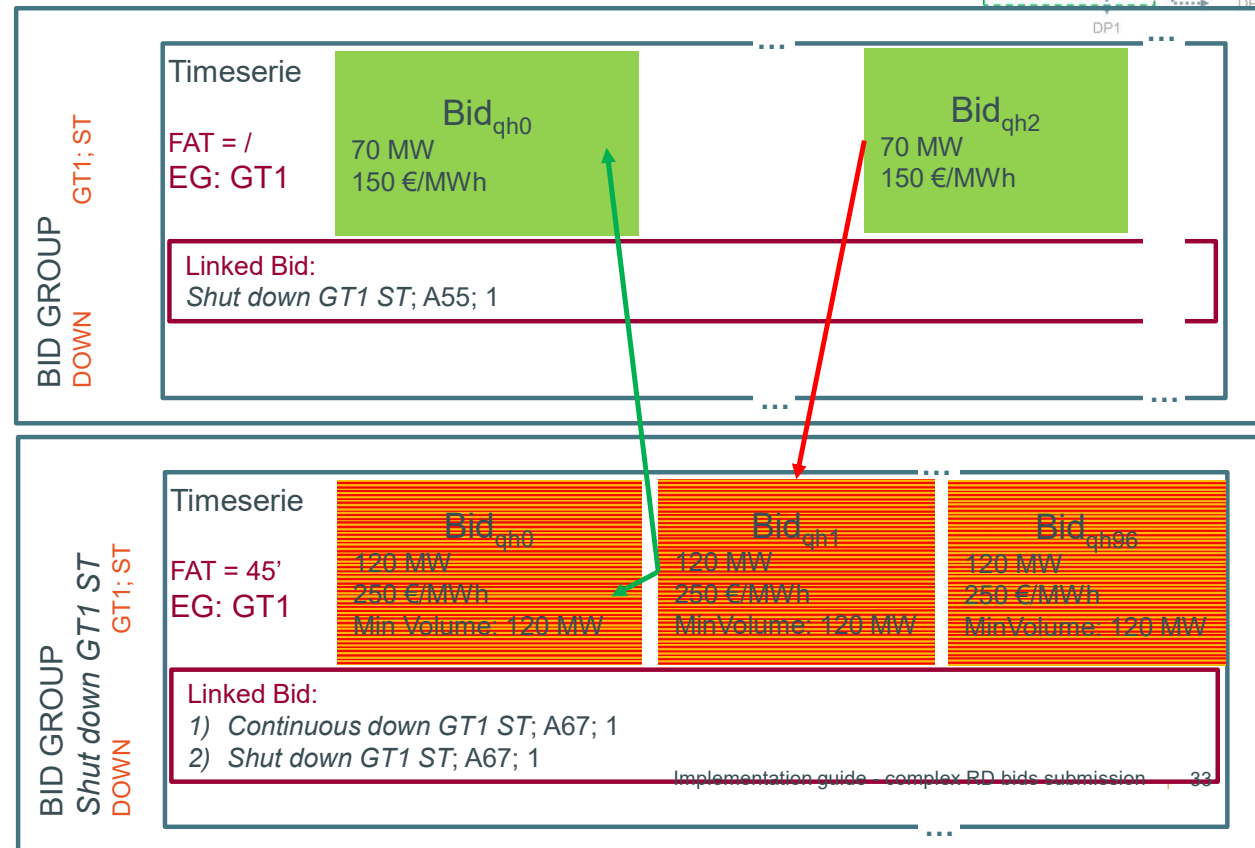 DP1
...
...
BID GROUP
DOWN
GT1; ST
Timeserie
FAT = /
EG: GT1
Bidqh0
70 MW
150 €/MWh
Bidqh2
70 MW
150 €/MWh
Linked Bid:
Shut down GT1 ST; A55; 1
...
...
BID GROUP
Shut down GT1 ST
DOWN
GT1; ST
...
Timeserie
FAT = 45'
EG: GT1
Bidqh0
120 MW
250 €/MWh
Min Volume: 120 MW
Bidqh1
120 MW
250 €/MWh
MinVolume: 120 MW
Bidqh96
120 MW
250 €/MWh
MinVolume: 120 MW
Linked Bid:
1) Continuous down GT1 ST; A67; 1
2) Shut down GT1 ST; A67; 1
Implementation guide - complex RD bids submission | 33
...